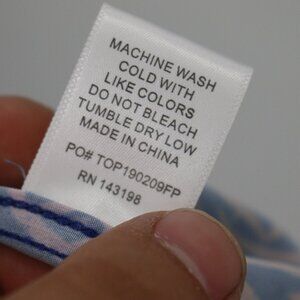 MACHINE WASH
COLD WITH
LIKE COLORS
DO NOT BLEACH
TUMBLE DRY LOW
MADE IN CHINA
PO# TOP190209FP
RN 143198